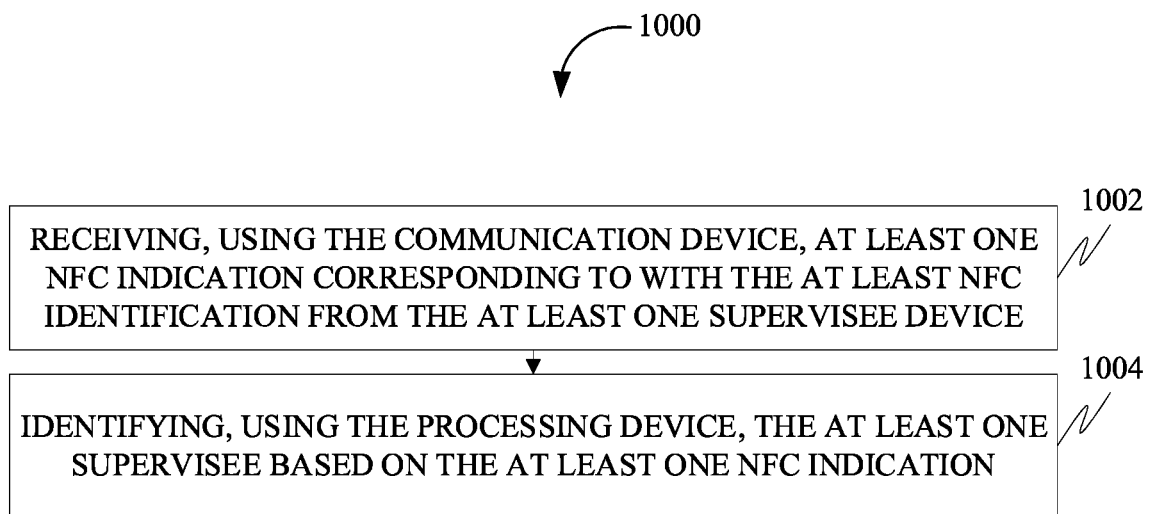 1000
1002
RECEIVING, USING THE COMMUNICATION DEVICE, AT LEAST ONE
NFC INDICATION CORRESPONDING TO WITH THE AT LEAST NFC
IDENTIFICATION FROM THE AT LEAST ONE SUPERVISEE DEVICE
1004
IDENTIFYING, USING THE PROCESSING DEVICE, THE AT LEAST ONE
SUPERVISEE BASED ON THE AT LEAST ONE NFC INDICATION